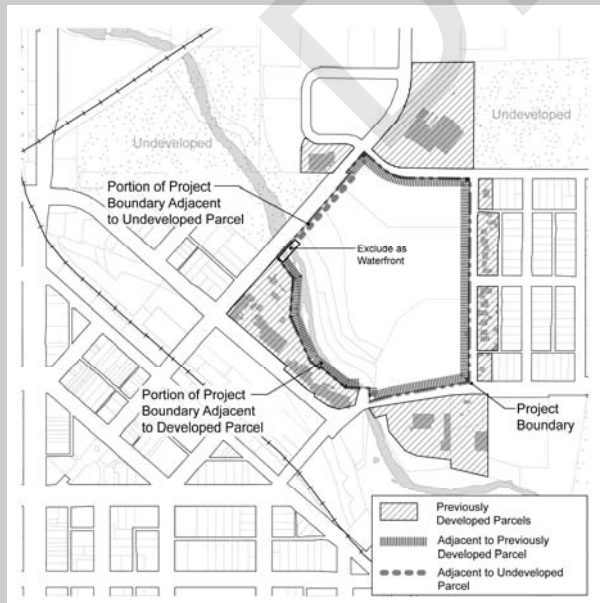 Undeveloped
Undeveloped
Portion of Project
Boundary Adjacent
to Undeveloped Parcel
Exclude as
Waterfront
Portion of Project
Boundary Adjacent
to Developed Parcel
Project
Boundary
Previously
Developed Parcels
Adjacent to Previously
Developed Parcel
Adjacent to Undeveloped
Parcel